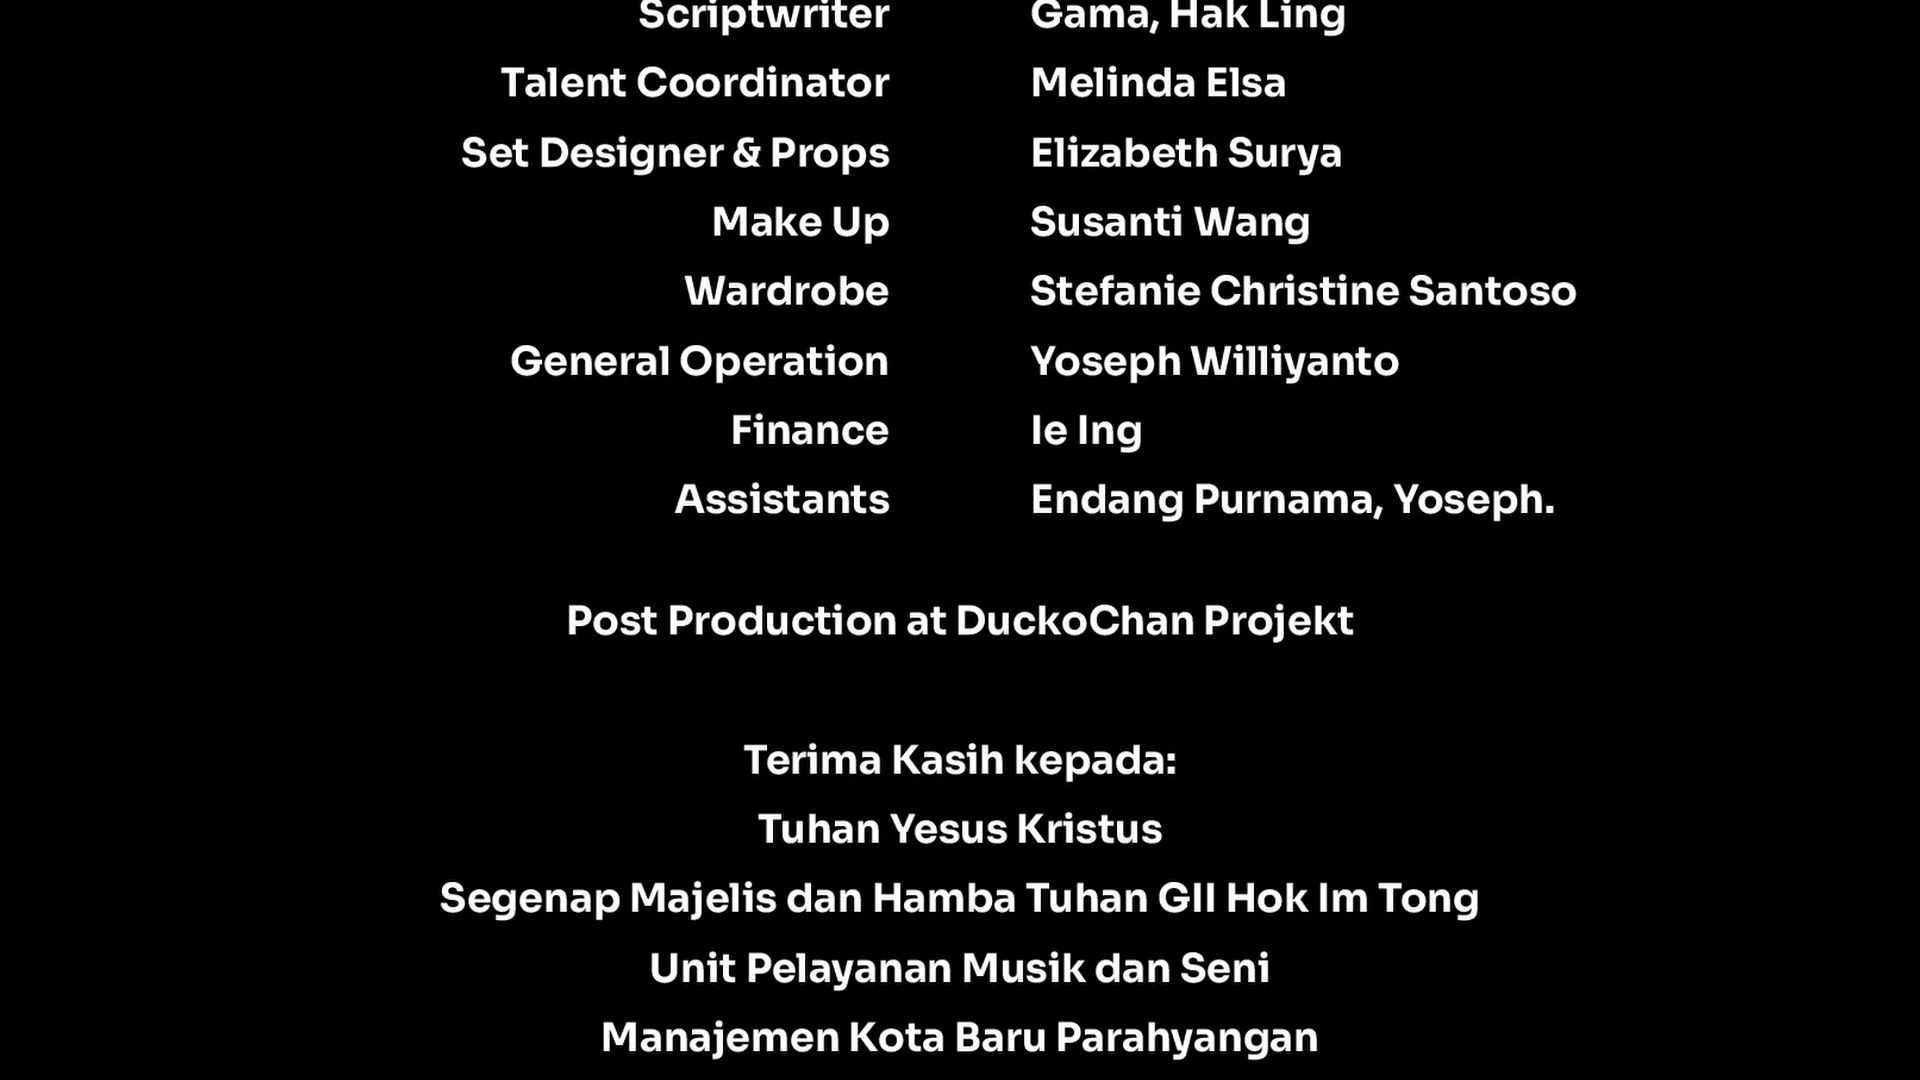 Scriptwriter Gama, Hak Ling
Talent Coordinator Melinda Elsa
Set Designer & Props Elizabeth Surya
Make Up Susanti Wang
Wardrobe Stefanie Christine Santoso
General Operation Yoseph Williyanto
Finance Ie Ing
Assistants Endang Purnama, Yoseph.
Post Production at DuckoChan Projekt
Terima Kasih kepada:
Tuhan Yesus Kristus
Segenap Majelis dan Hamba Tuhan GII Hok Im Tong
Unit Pelayanan Musik dan Seni
Manajemen Kota Baru Parahyangan